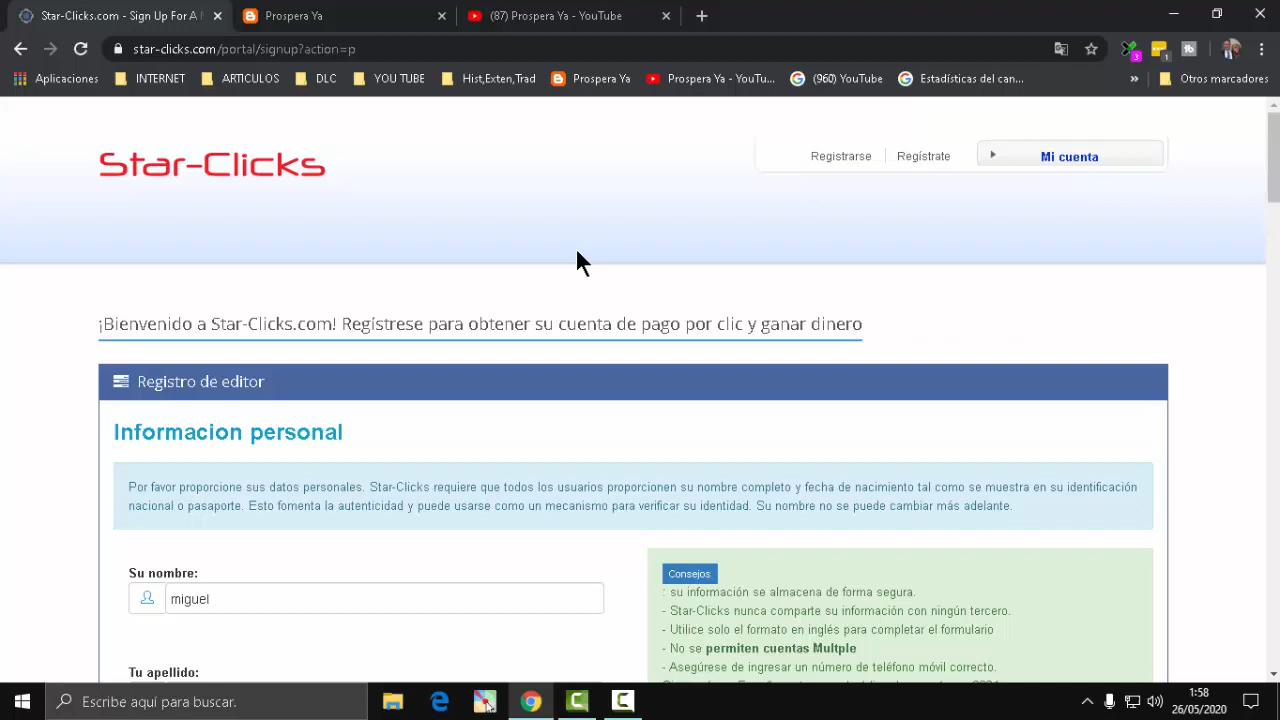 Star-Clicks.com - Sign Up For A
Prospera Ya
(87) Prospera Ya - YouTube
star-clicks.com/portal/signup?action=p
3
1
Aplicaciones
INTERNET
ARTICULOS
DLC
YOU TUBE
Hist,Exten,Trad
Prospera Ya
Prospera Ya - YouTu...
(960) YouTube
Estadísticas del can...
»
Otros marcadores
Star-Clicks
Registrarse
Regístrate
Mi cuenta
¡Bienvenido a Star-Clicks.com! Regístrese para obtener su cuenta de pago por clic y ganar dinero
Registro de editor
Informacion personal
Por favor proporcione sus datos personales. Star-Clicks requiere que todos los usuarios proporcionen su nombre completo y fecha de nacimiento tal como se muestra en su identificación
nacional o pasaporte. Esto fomenta la autenticidad y puede usarse como un mecanismo para verificar su identidad. Su nombre no se puede cambiar más adelante.
Su nombre:
miguel
Tu apellido:
Consejos
: su información se almacena de forma segura.
- Star-Clicks nunca comparte su información con ningún tercero.
- Utilice solo el formato en inglés para completar el formulario
- No se permiten cuentas Multple
- Asegúrese de ingresar un número de teléfono móvil correcto.
Escribe aquí para buscar.
1:58
26/05/2020